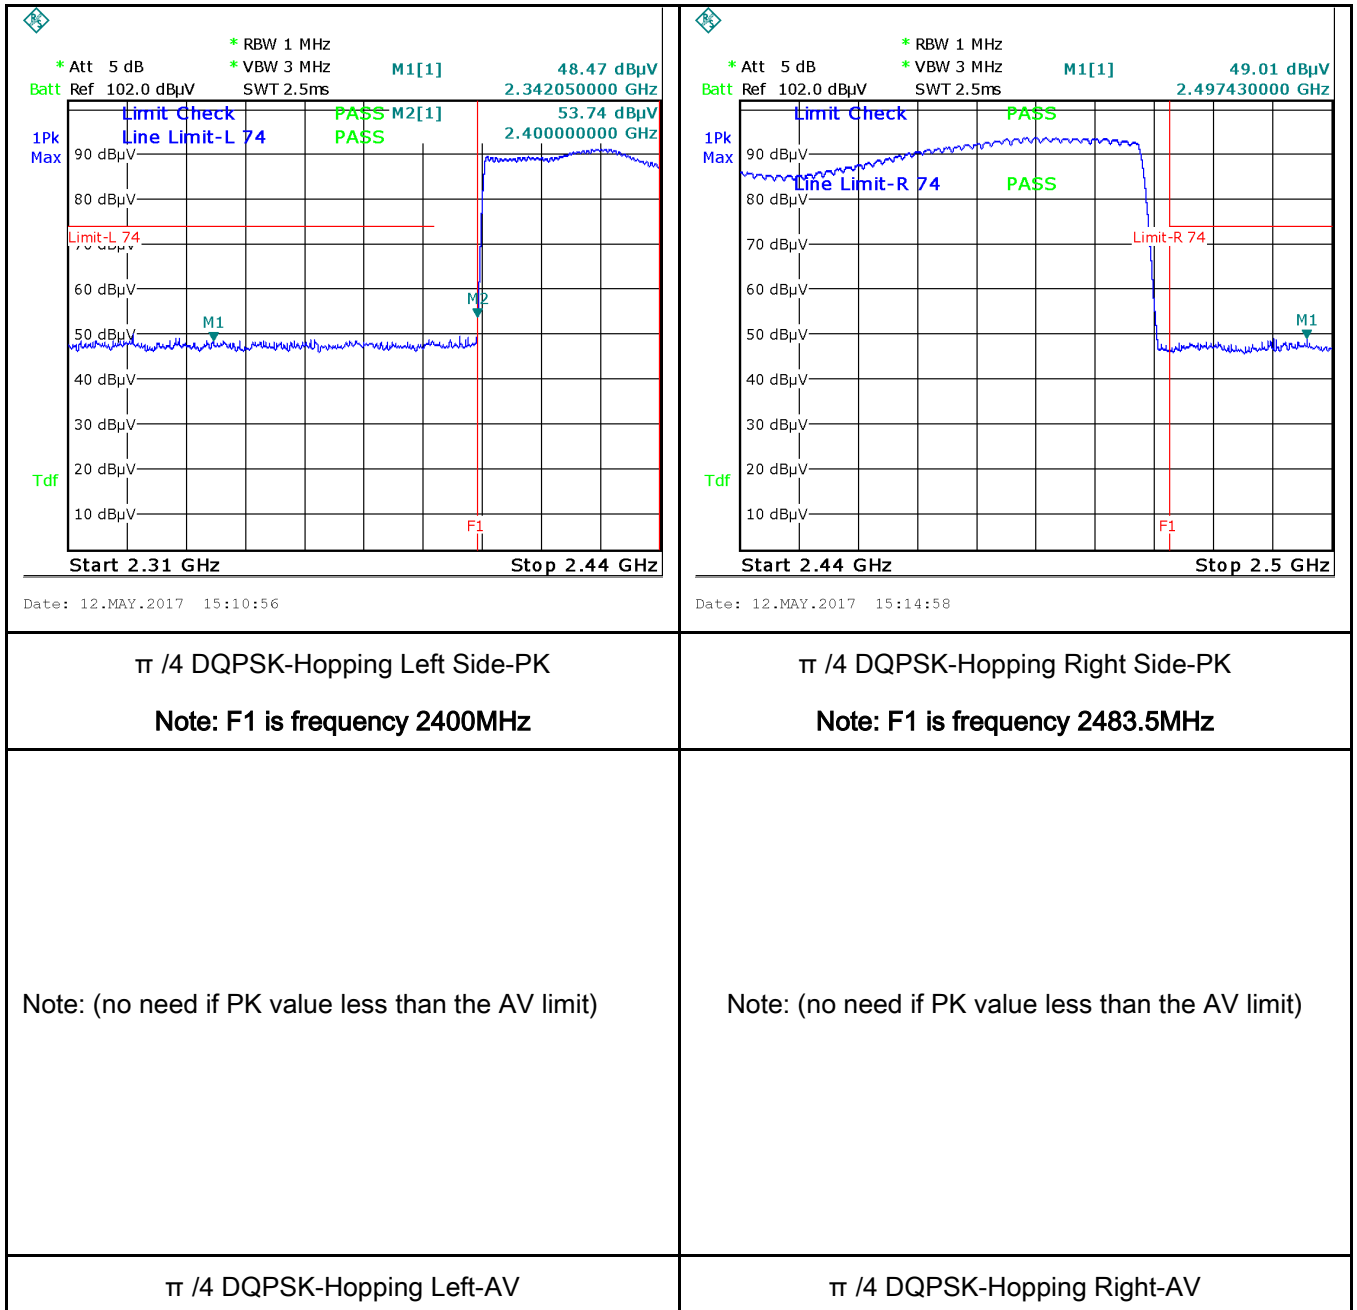 * RBW 1 MHz
* Att 5 dB * VBW 3 MHz M1[1] 48.47 dBµV
Batt Ref 102.0 dBµV SWT 2.5ms 2.342050000 GHz
Limit Check PASS M2[1] 53.74 dBµV
1Pk Line Limit-L 74 PASS 2.400000000 GHz
Max 90 dBµV
80 dBµV
Limit-L 74
70 dBµV
60 dBµV M2
M1
50 dBµV
40 dBµV
30 dBµV
20 dBµV
Tdf
10 dBµV
F1
Start 2.31 GHz Stop 2.44 GHz
Date: 12.MAY.2017 15:10:56
* RBW 1 MHz
* Att 5 dB * VBW 3 MHz M1[1] 49.01 dBµV
Batt Ref 102.0 dBµV SWT 2.5ms 2.497430000 GHz
Limit Check PASS
1Pk
Max 90 dBµV
Line Limit-R 74 PASS
80 dBµV
70 dBµV Limit-R 74
60 dBµV
M1
50 dBµV
40 dBµV
30 dBµV
20 dBµV
Tdf
10 dBµV
F1
Start 2.44 GHz Stop 2.5 GHz
Date: 12.MAY.2017 15:14:58
π /4 DQPSK-Hopping Left Side-PK
Note: F1 is frequency 2400MHz
π /4 DQPSK-Hopping Right Side-PK
Note: F1 is frequency 2483.5MHz
Note: (no need if PK value less than the AV limit)
Note: (no need if PK value less than the AV limit)
π /4 DQPSK-Hopping Left-AV
π /4 DQPSK-Hopping Right-AV